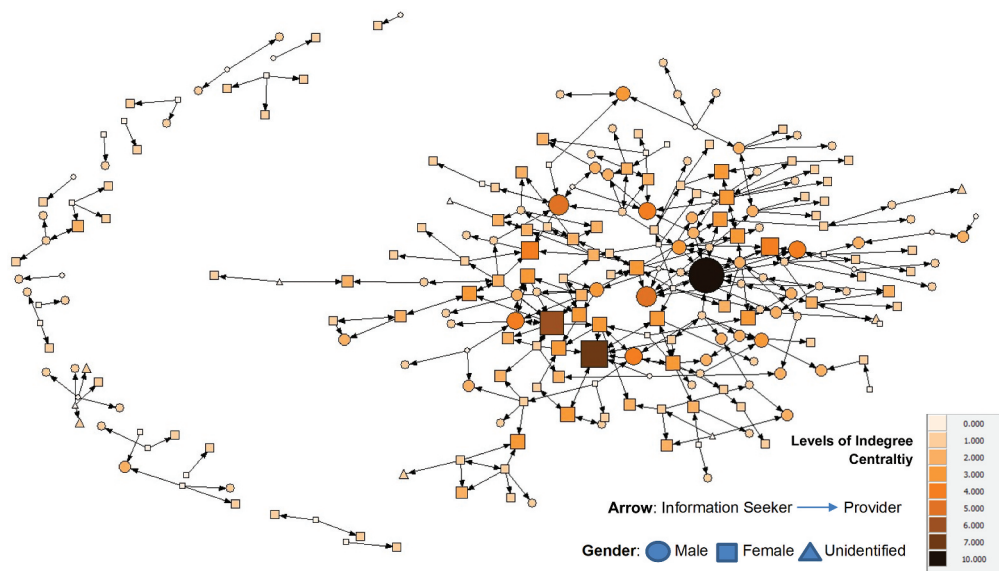 Levels of Indegree
Centraltiy
0.000
1.000
2.000
3.000
4.000
5.000
6.000
7.000
10.000
Arrow: Information Seeker Provider
Gender: Male Female Unidentified